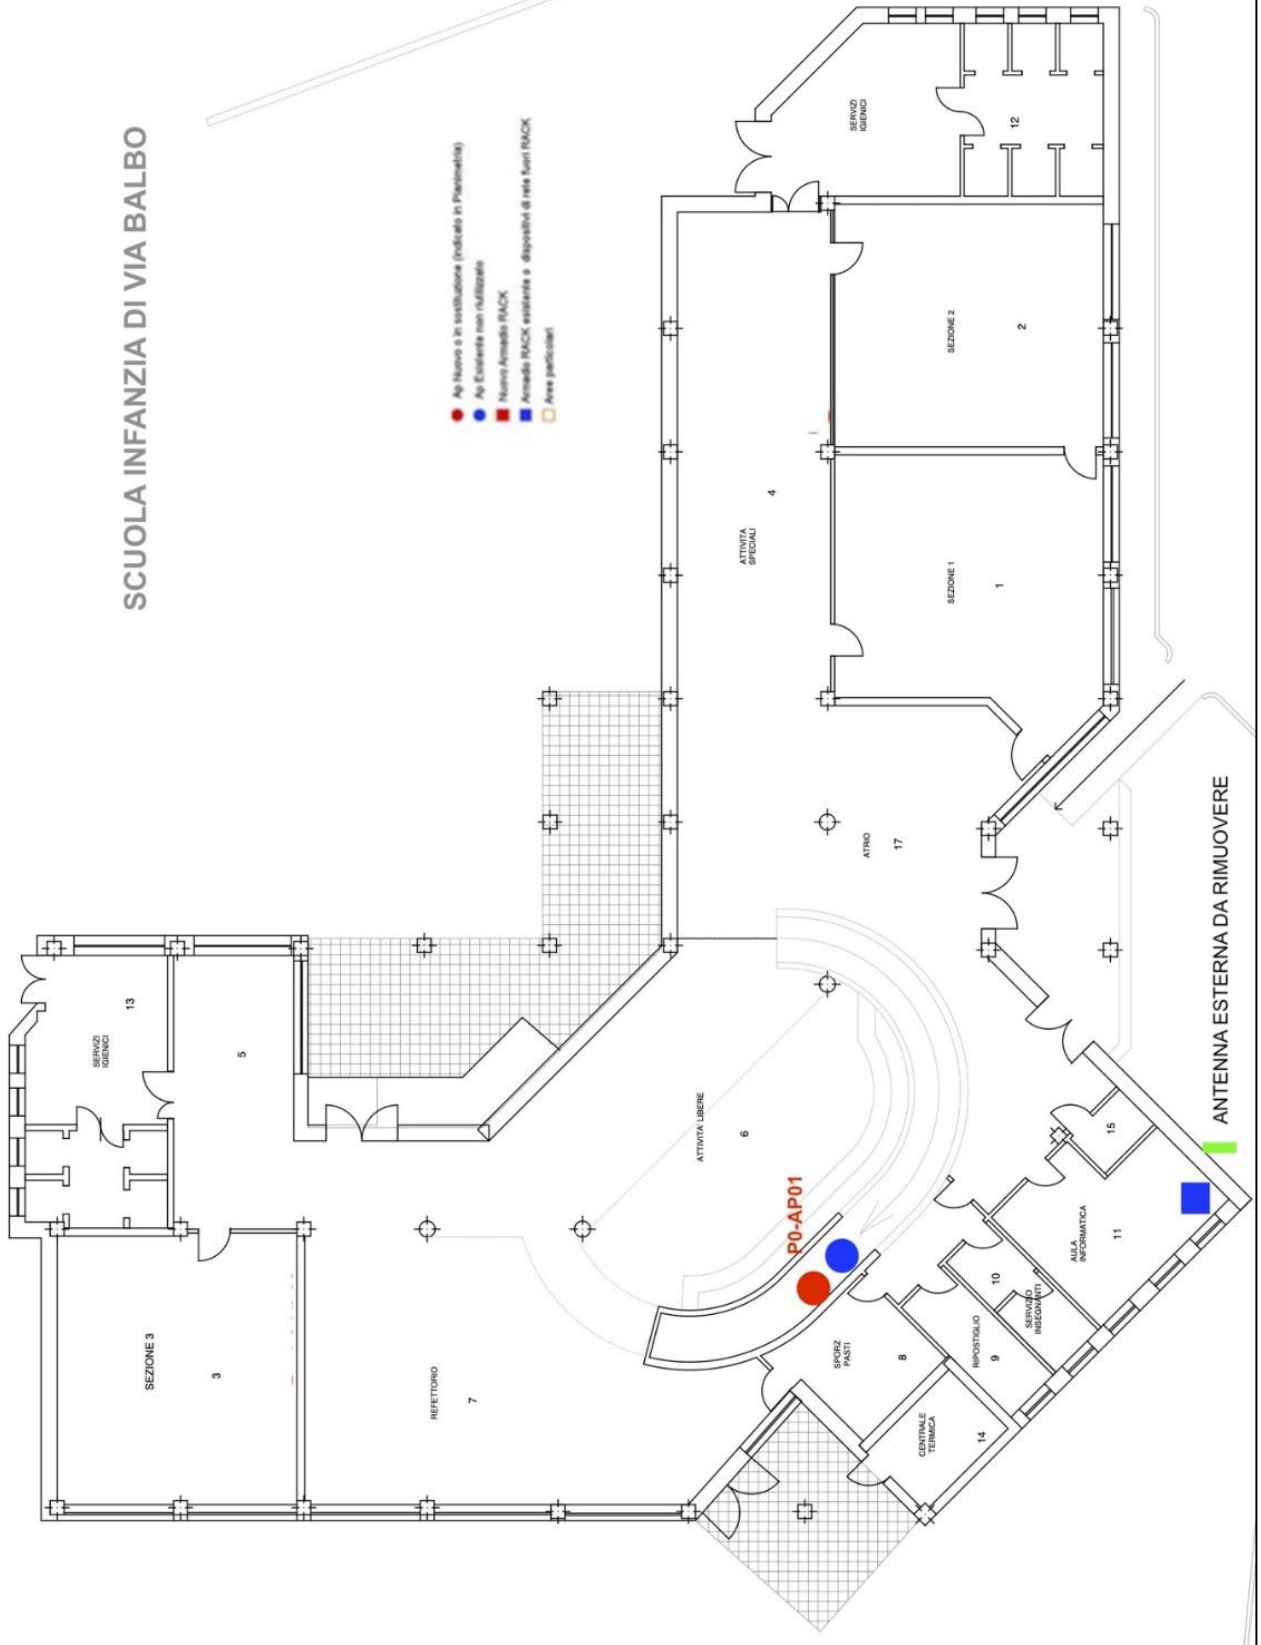 SCUOLA INFANZIA DI VIA BALBO
Ap Nuovo o in sostituzione (indicato in Planimetria)
Ap Esistente non riutilizzato
Nuovo Armadio RACK
Armadio RACK esistente o dispositivi di rete fuori RACK
Aree particolari
SERVIZI
IGIENICI
12
SEZIONE 2
2
ATTIVITA
SPECIALI
4
SEZIONE 1
1
ATRIO
17
SERVIZI
IGIENICI
13
5
ATTIVITA' LIBERE
6
P0-AP01
SEZIONE 3
3
REFETTORIO
7
SPORZ
PASTI
8
RIPOSTIGLIO
9
10
SERVIZIO
INSEGNANTI
AULA
INFORMATICA
11
15
CENTRALE
TERMICA
14
ANTENNA ESTERNA DA RIMUOVERE